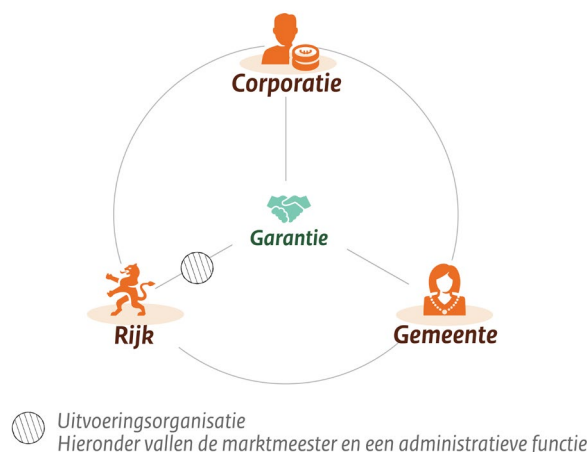 Corporatie
Garantie
Rijk
Gemeente
Uitvoeringsorganisatie
Hieronder vallen de marktmeester en een administratieve functie